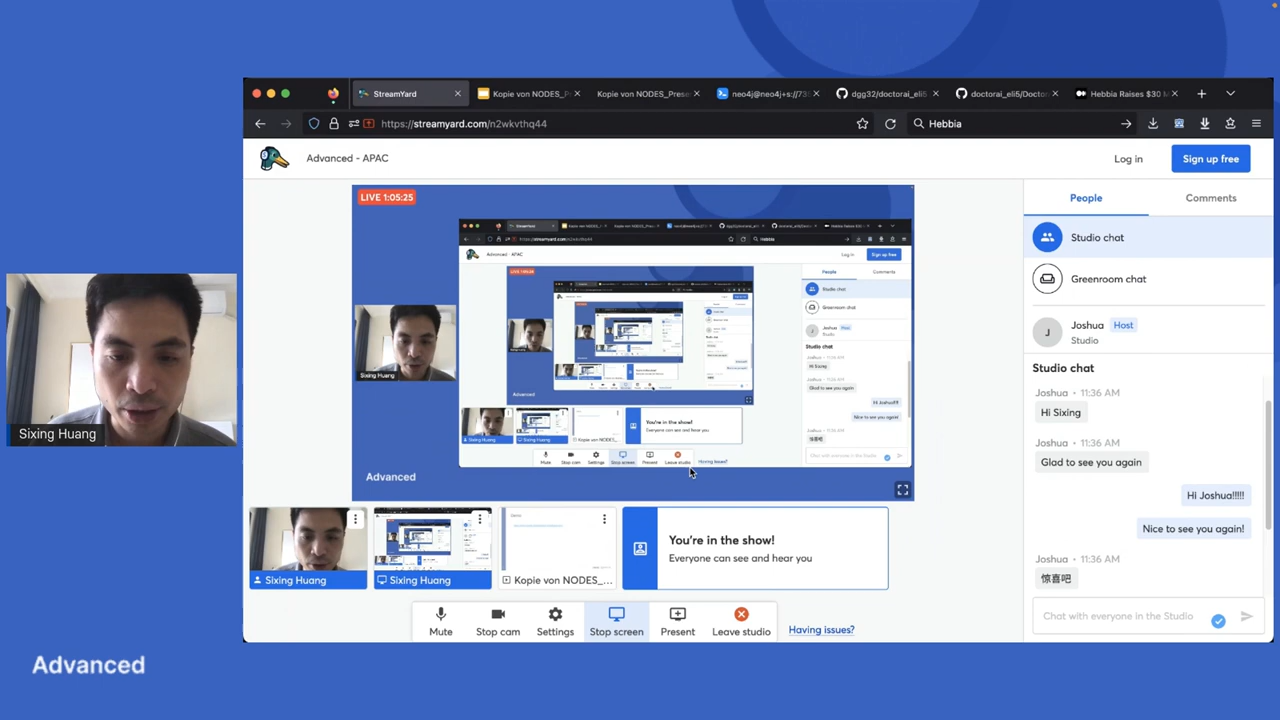 StreamYard
Kopie von NODES_P
Kopie von NODES_Prese
neo4j@neo4j+s://73
dgg32/doctorai_eli5
doctorai_eli5/Doctor
Hebbia Raises $30 M
https://streamyard.com/n2wkvthq44
Hebbia
Advanced - APAC
Log in
Sign up free
LIVE 1:05:25
People
Comments
Studio chat
Greenroom chat
J
Joshua Host
Studio
Studio chat
Joshua • 11:36 AM
Hi Sixing
Joshua • 11:36 AM
Glad to see you again
Hi Joshua!!!!!
Nice to see you again!
Joshua • 11:36 AM
惊喜吧
Chat with everyone in the Studio
Sixing Huang
Sixing Huang
Advanced
Sixing Huang
Sixing Huang
Kopie von NODES_...
You're in the show!
Everyone can see and hear you
Mute
Stop cam
Settings
Stop screen
Present
Leave studio
Having issues?
Advanced